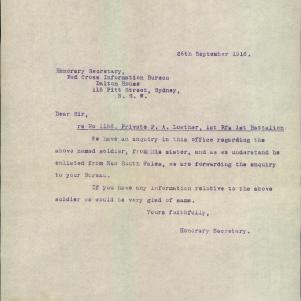 26th September 1916.
Honorary Secretary,
Red Cross Information Bureau
Dalton House
115 Pitt Street, Sydney,
N. S. W.
Dear Sir,
re No 1152. Private F. A. 1st Battalion
We have an enquiry in this office regarding the
above named soldier, from his sister, and as we understand he
enlisted from New South Wales, we are forwarding the enquiry
to your Bureau.
If you have any information relative to the above
soldier we would be very glad of same.
Yours faithfully,
Honorary Secretary.